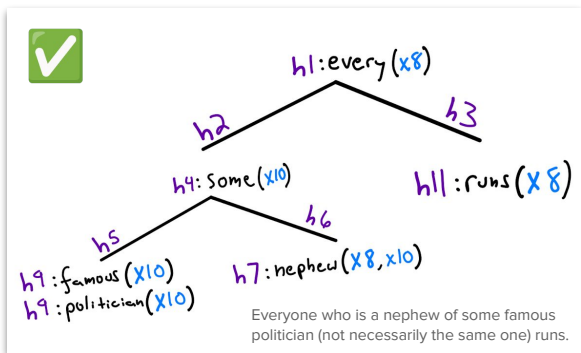 h1:every(x8)
h2
h3
h4:some(x10)
h11:runs(x8)
h5
h6
h9:famous(x10)
h7:nephew(x8,x10)
h9:politician(x10)
Everyone who is a nephew of some famous
politician (not necessarily the same one) runs.